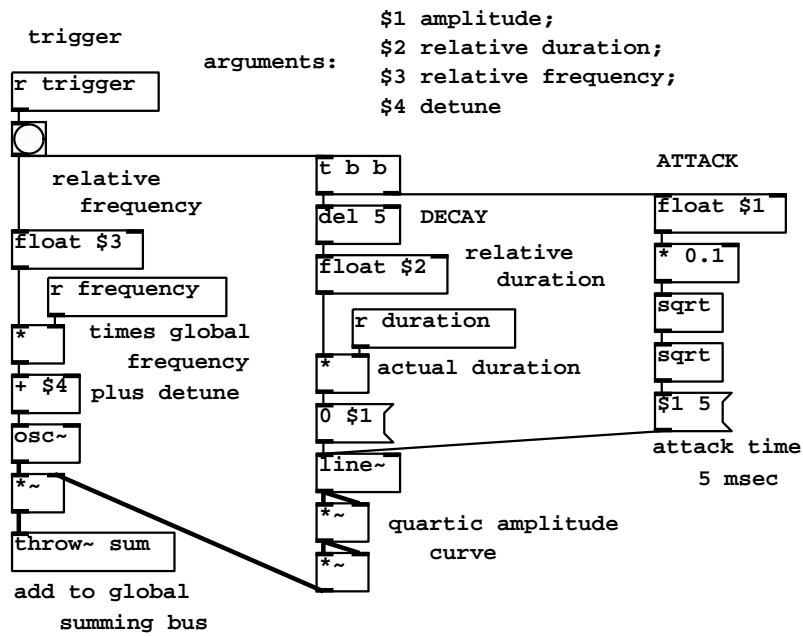 trigger
arguments:
$1 amplitude;
$2 relative duration;
$3 relative frequency;
$4 detune
r trigger
relative
frequency
float $3
r frequency
*
times global
frequency
+ $4
plus detune
osc~
*~
throw~ sum
add to global
summing bus
t b b
del 5
DECAY
float $2
relative
duration
r duration
*
actual duration
0 $1
line~
*~
quartic amplitude
curve
*~
ATTACK
float $1
* 0.1
sqrt
sqrt
$1 5
attack time
5 msec